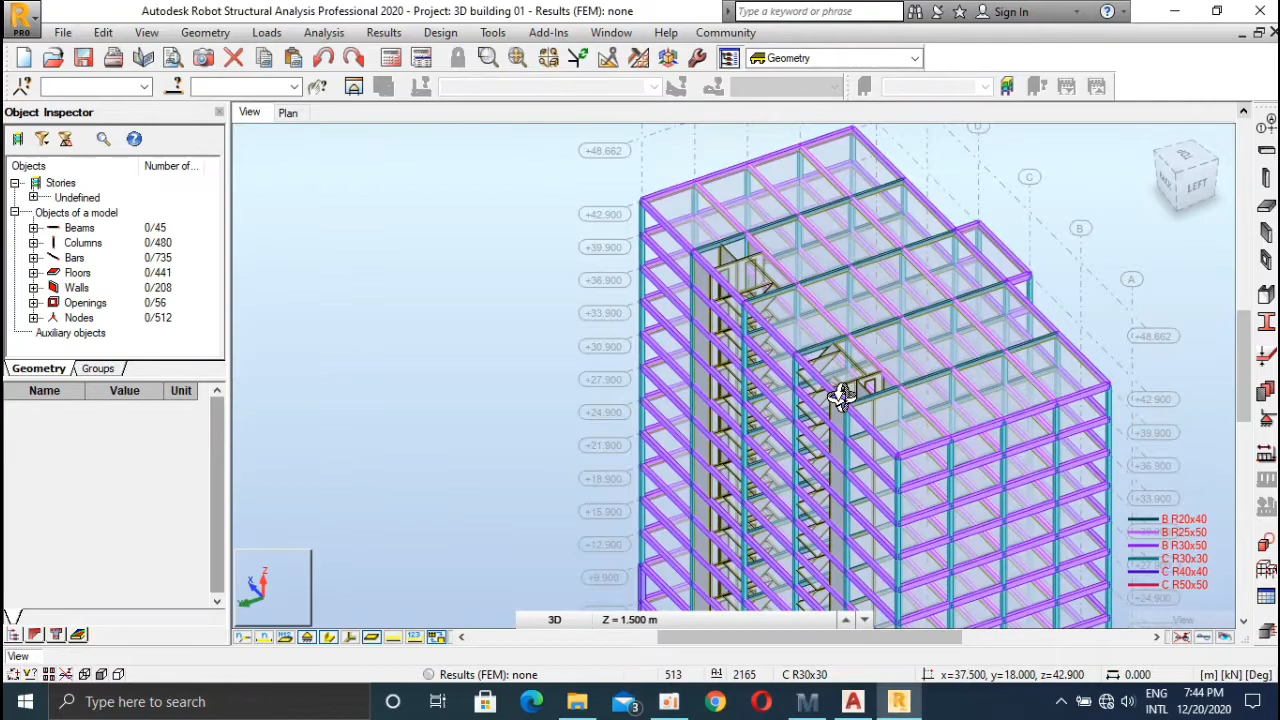 Autodesk Robot Structural Analysis Professional 2020 - Project: 3D building 01 - Results (FEM): none
Type a keyword or phrase
Sign In
PRO
File Edit View Geometry Loads Analysis Results Design Tools Add-Ins Window Help Community
Geometry
Object Inspector
View Plan
Objects Number of...
Stories
Undefined
Objects of a model
Beams 0/45
Columns 0/480
Bars 0/735
Floors 0/441
Walls 0/208
Openings 0/56
Nodes 0/512
Auxiliary objects
Geometry Groups
Name Value Unit
+48.662
+42.900
+39.900
+36.900
+33.900
+30.900
+27.900
+24.900
+21.900
+18.900
+15.900
+12.900
+9.900
D
C
B
A
+48.662
+42.900
+39.900
+36.900
+33.900
+24.900
LEFT
B R20x40
B R25x50
B R30x50
C R30x30
C R40x40
C R50x50
Z
X
3D Z = 1.500 m
View
View
Results (FEM): none 513 2165 C R30x30 x=37.500, y=18.000, z=42.900 0.000 [m] [kN] [Deg]
Type here to search
3
ENG
INTL
7:44 PM
12/20/2020